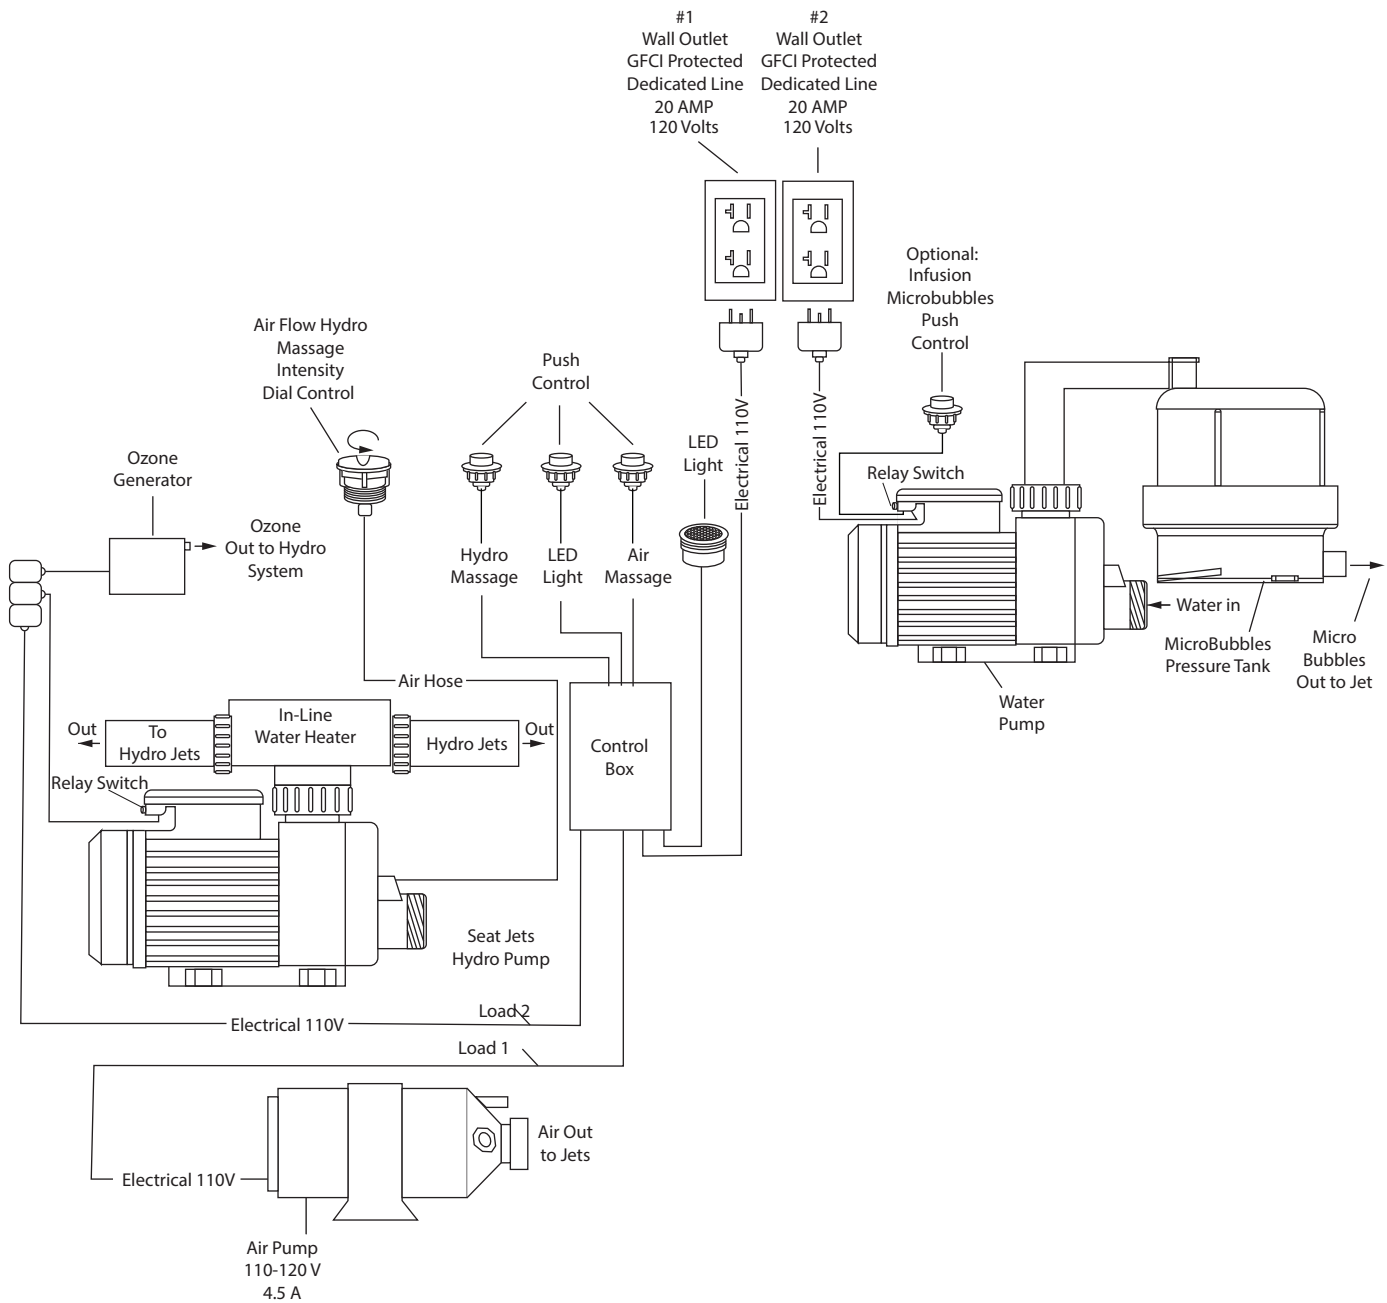 #1
Wall Outlet
GFCI Protected
Dedicated Line
20 AMP
120 Volts
#2
Wall Outlet
GFCI Protected
Dedicated Line
20 AMP
120 Volts
Optional:
Infusion
Microbubbles
Push
Control
Air Flow Hydro
Massage
Intensity
Dial Control
Push
Control
LED
Light
Electrical 110V
Electrical 110V
Relay Switch
Ozone
Generator
Ozone
Out to Hydro
System
Hydro
Massage
LED
Light
Air
Massage
Water in
MicroBubbles
Pressure Tank
Micro
Bubbles
Out to Jet
Water
Pump
Air Hose
Out
To
Hydro Jets
In-Line
Water Heater
Hydro Jets
Out
Control
Box
Relay Switch
Seat Jets
Hydro Pump
Load 2
Electrical 110V
Load 1
Air Out
to Jets
Electrical 110V
Air Pump
110-120 V
4.5 A